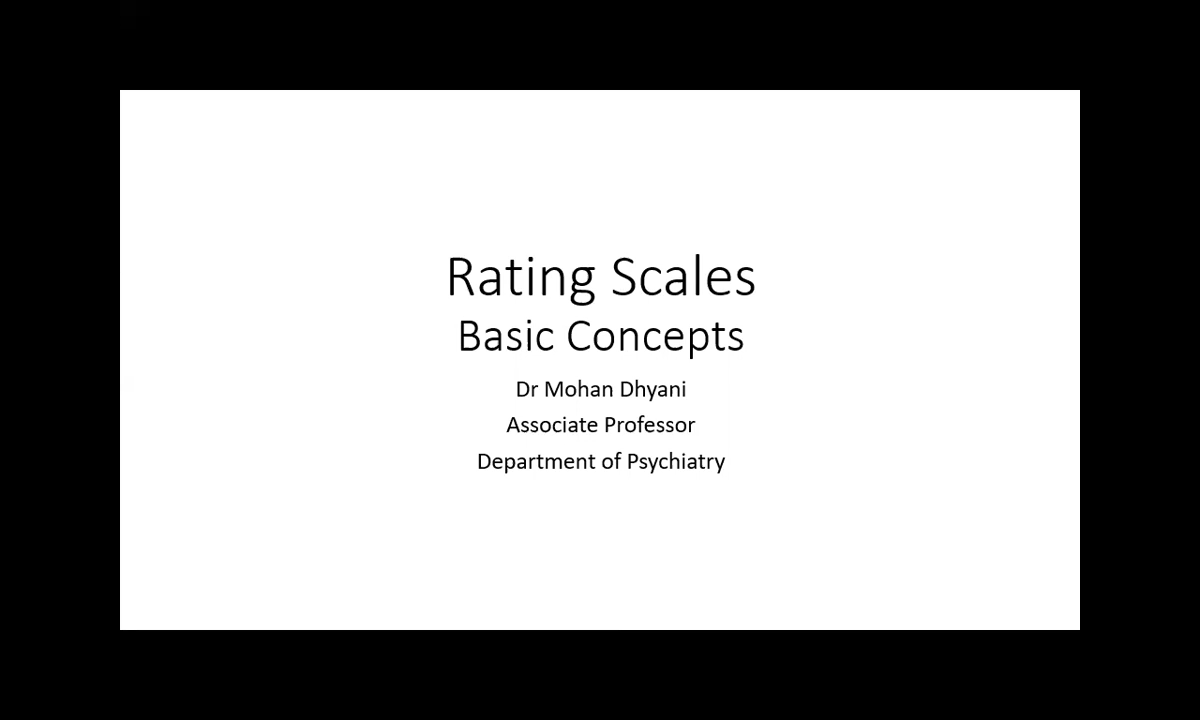 Rating Scales
Basic Concepts
Dr Mohan Dhyani
Associate Professor
Department of Psychiatry